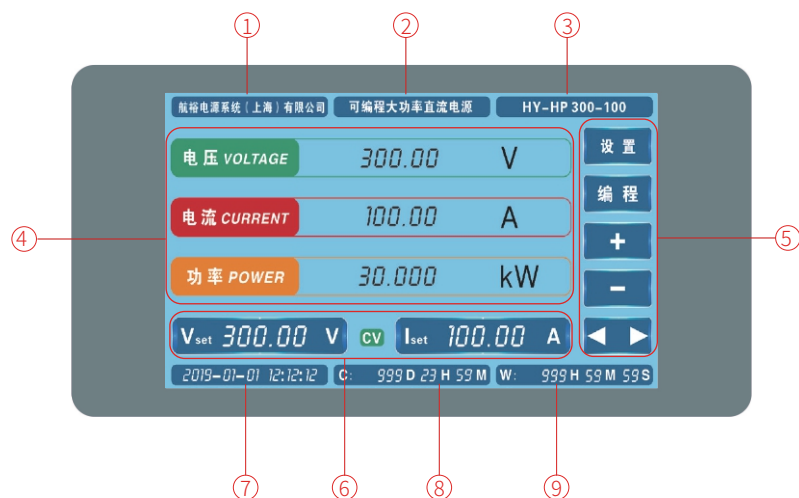 ① ② ③
航裕电源系统(上海)有限公司 可编程大功率直流电源 HY-HP 300-100
电压 VOLTAGE 300.00 V
设置
编程
电流 CURRENT 100.00 A
+
④ ⑤
功率 POWER 30.000 kW
−
Vset 300.00 V CV Iset 100.00 A ◀ ▶
2019-01-01 12:12:12 C: 999 D 23 H 59 M W: 999 H 59 M 59 S
⑦ ⑥ ⑧ ⑨